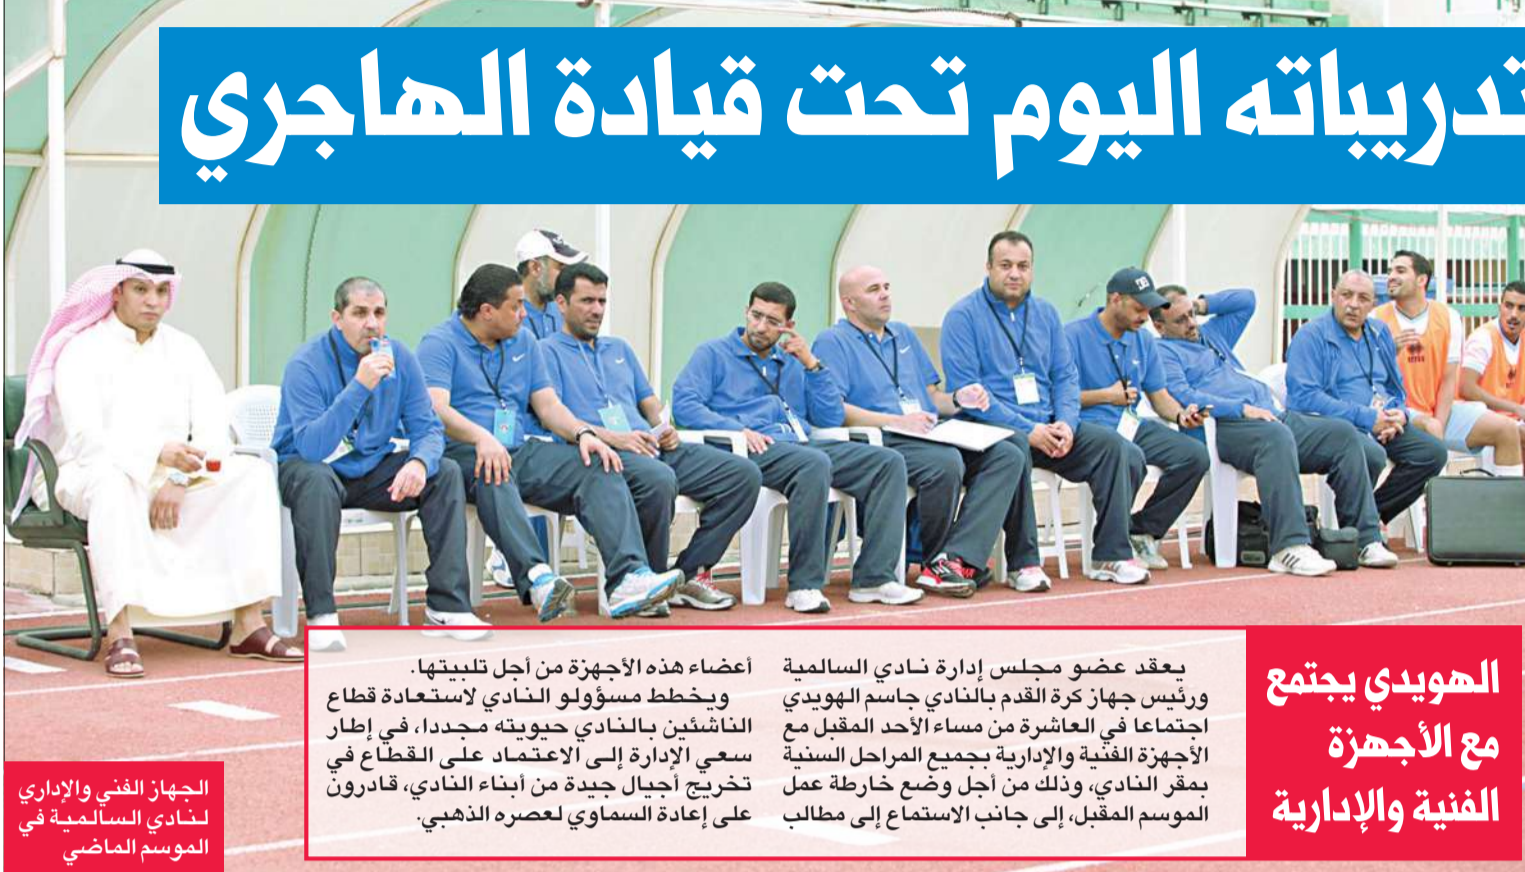 تدريباته اليوم تحت قيادة الهاجري
الهويدي يجتمع
مع الأجهزة
الفنية والإدارية
يعقد عضو مجلس إدارة نادي السالمية
ورئيس جهاز كرة القدم بالنادي جاسم الهويدي
اجتماعا في العاشرة من مساء الأحد المقبل مع
الأجهزة الفنية والإدارية بجميع المراحل السنية
بمقر النادي، وذلك من أجل وضع خارطة عمل
الموسم المقبل، إلى جانب الاستماع إلى مطالب
أعضاء هذه الأجهزة من أجل تلبيتها.
ويخطط مسؤولو النادي لاستعادة قطاع
الناشئين بالنادي حيويته مجددا، في إطار
سعي الإدارة إلى الاعتماد على القطاع في
تخريج أجيال جيدة من أبناء النادي، قادرون
على إعادة السماوي لعصره الذهبي.
الجهاز الفني والإداري
لنادي السالمية في
الموسم الماضي